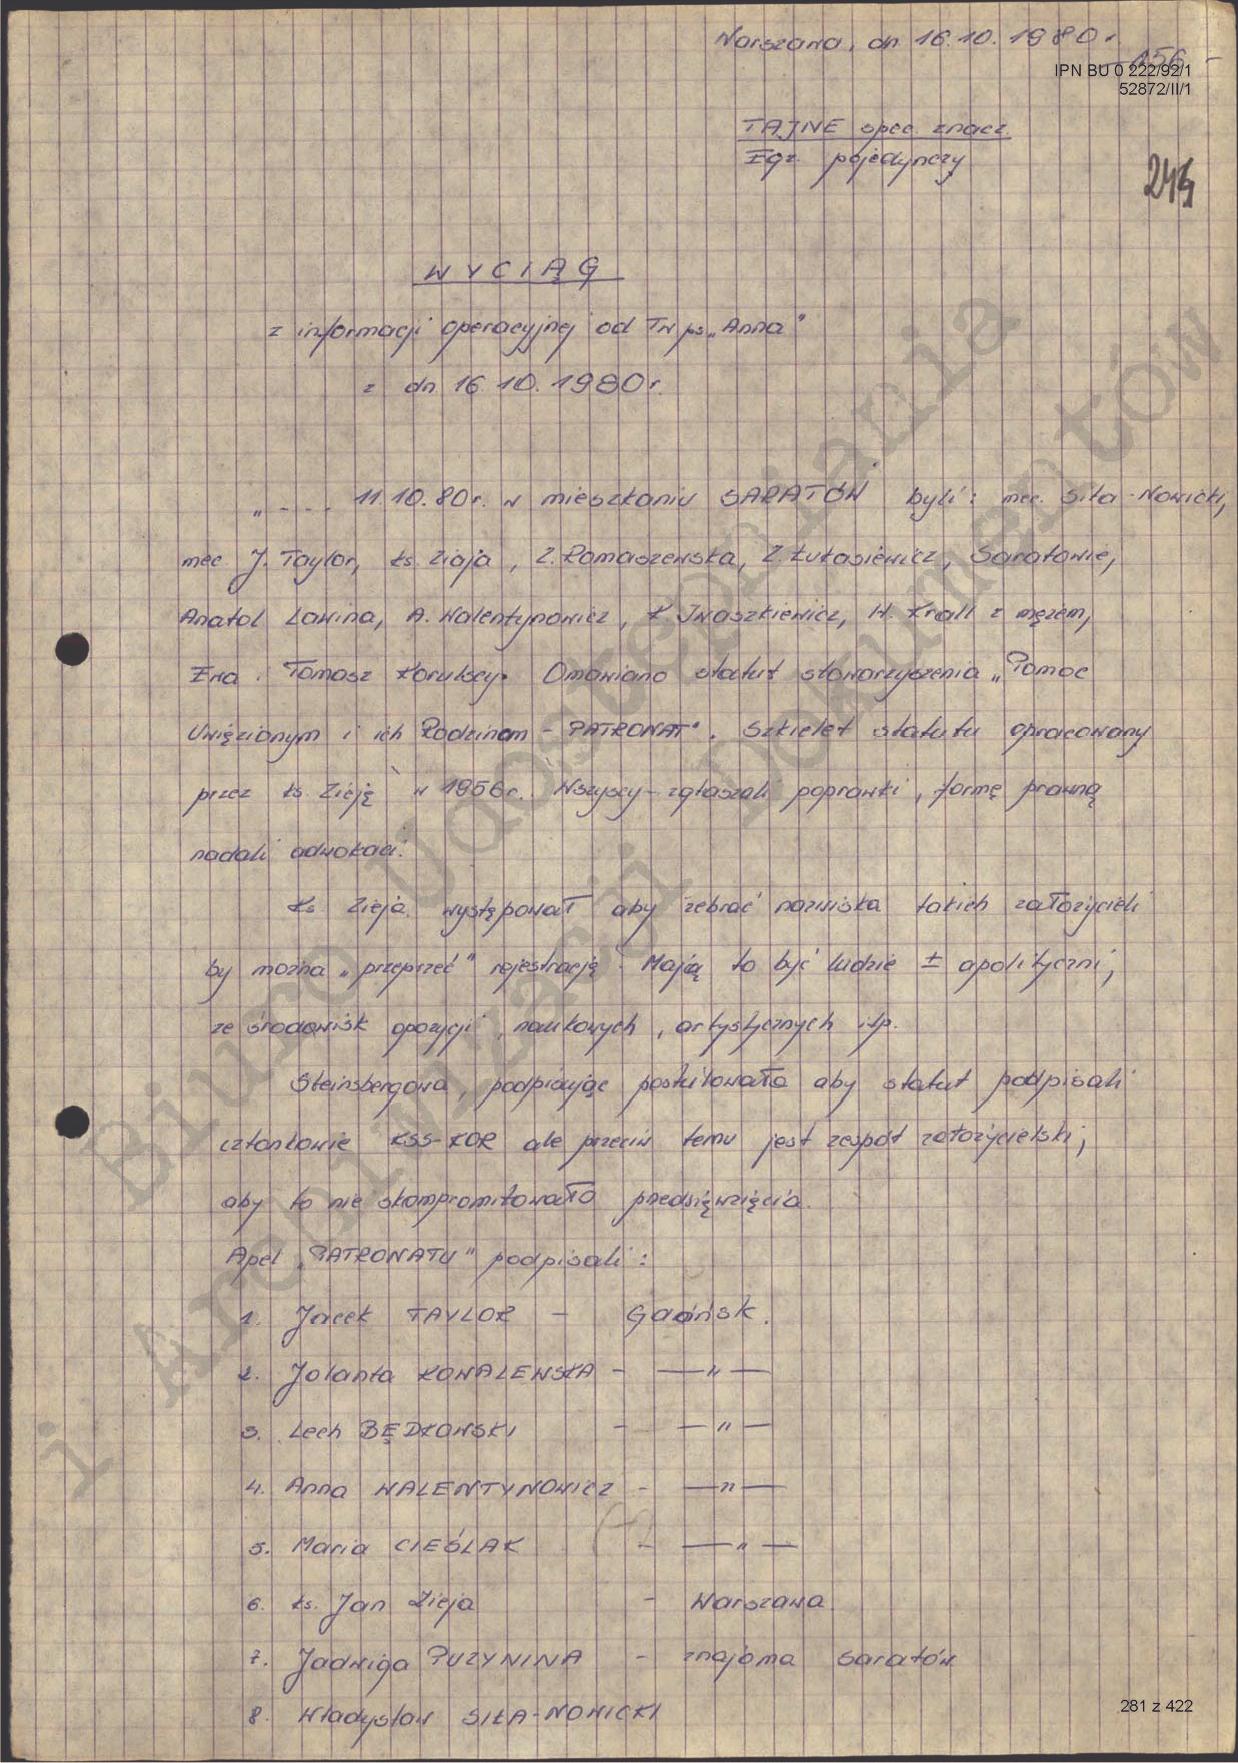 Warszawa, dn 16.10.1980 r.
- 156 -
IPN BU 0 222/92/1
52872/II/1
TAJNE spec. znacz.
Egz. pojedynczy
244
WYCIĄG
z informacji operacyjnej od TW ps „Anna"
z dn 16.10.1980 r.
„ - - - - 11.10.80 r. w mieszkaniu SARATÓW byli: mec. Siła-Nowicki,
mec. J. Taylor, ks. Zioja, Z. Romaszewska, Z. Łukasiewicz, Saratowie,
Anatol Lawina, A. Walentynowicz, K Iwaszkiewicz, H. Krall z mężem,
Ewa i Tomasz Korulscy. Omawiano statut stowarzyszenia „Pomoc
Uwięzionym i ich Rodzinom - PATRONAT". Szkielet statutu opracowany
przez ks. Zieję w 1956 r. Wszyscy zgłaszali poprawki, formę prawną
nadali adwokaci.
Ks Zieja występował aby zebrać nazwiska takich założycieli
by można „przeprzeć" rejestrację. Mają to być ludzie ± apolityczni,
ze środowisk opozycji, naukowych, artystycznych itp.
Steinsbergowa, podpisując postulowała aby statut podpisali
członkowie KSS-KOR ale przeciw temu jest zespół założycielski,
aby to nie skompromitowało przedsięwzięcia.
Apel „PATRONATU" podpisali:
1. Jacek TAYLOR - Gdańsk.
2. Jolanta KOWALEWSKA - — " —
3. Lech BĘDKOWSKI - — " —
4. Anna WALENTYNOWICZ - — " —
5. Maria CIEŚLAK - — " —
6. ks. Jan Zieja - Warszawa
7. Jadwiga PUZYNINA - znajoma Saratów
8. Władysław SIŁA-NOWICKI
281 z 422
Biuro Udostępniania
i Archiwizacji Dokumentów